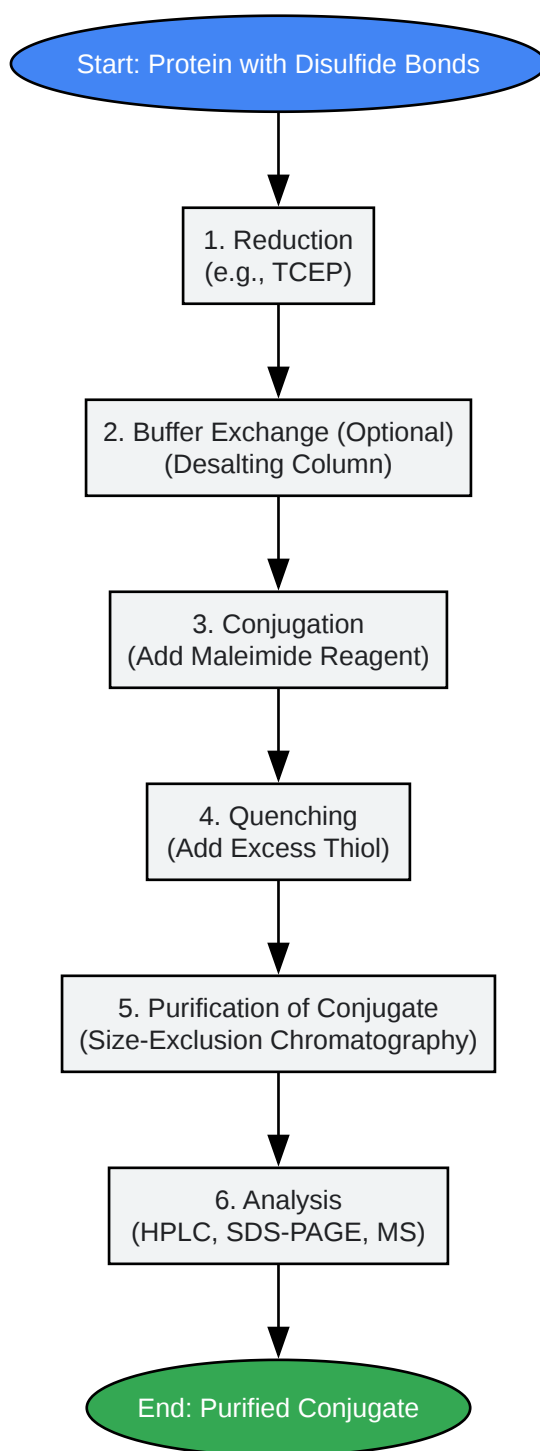 Start: Protein with Disulfide Bonds
1. Reduction
(e.g., TCEP)
2. Buffer Exchange (Optional)
(Desalting Column)
3. Conjugation
(Add Maleimide Reagent)
4. Quenching
(Add Excess Thiol)
5. Purification of Conjugate
(Size-Exclusion Chromatography)
6. Analysis
(HPLC, SDS-PAGE, MS)
End: Purified Conjugate